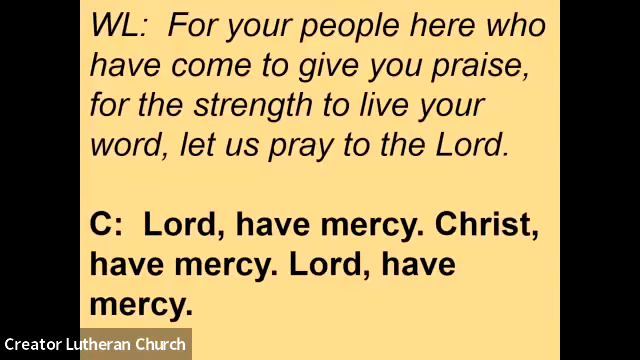 WL:  For your people here who
have come to give you praise,
for the strength to live your
word, let us pray to the Lord.
C:  Lord, have mercy. Christ,
have mercy. Lord, have
mercy.
Creator Lutheran Church